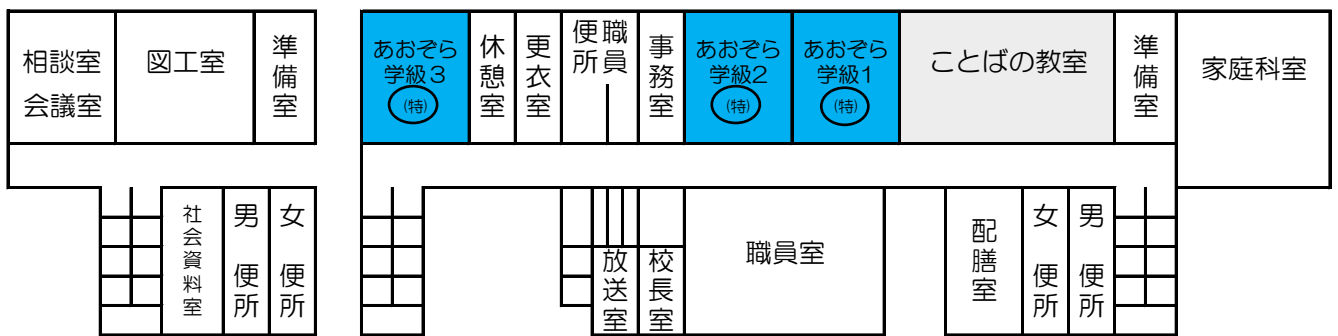 相談室
会議室
図工室
準備室
あおぞら
学級3
(特)
休憩室
更衣室
職員
便所
事務室
あおぞら
学級2
(特)
あおぞら
学級1
(特)
ことばの教室
準備室
家庭科室
社会資料室
男便所
女便所
放送室
校長室
職員室
配膳室
女便所
男便所